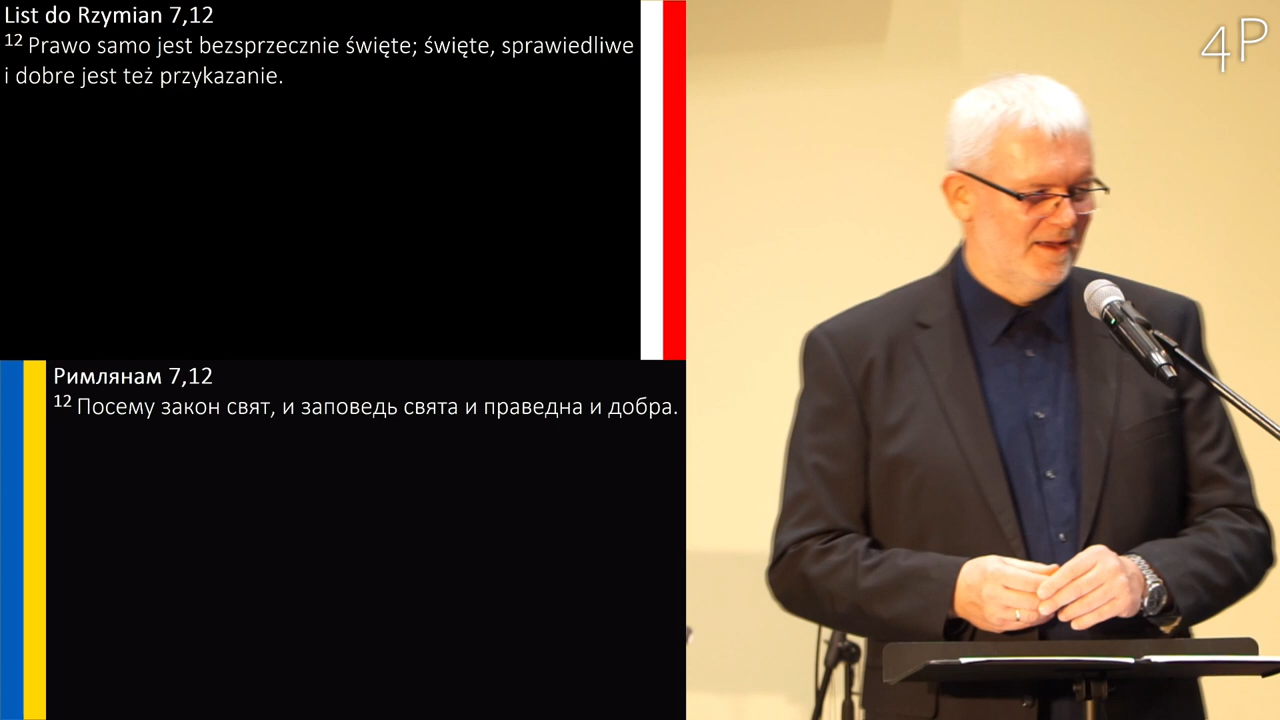 List do Rzymian 7,12
12 Prawo samo jest bezsprzecznie święte; święte, sprawiedliwe
i dobre jest też przykazanie.
Римлянам 7,12
12 Посему закон свят, и заповедь свята и праведна и добра.
4P